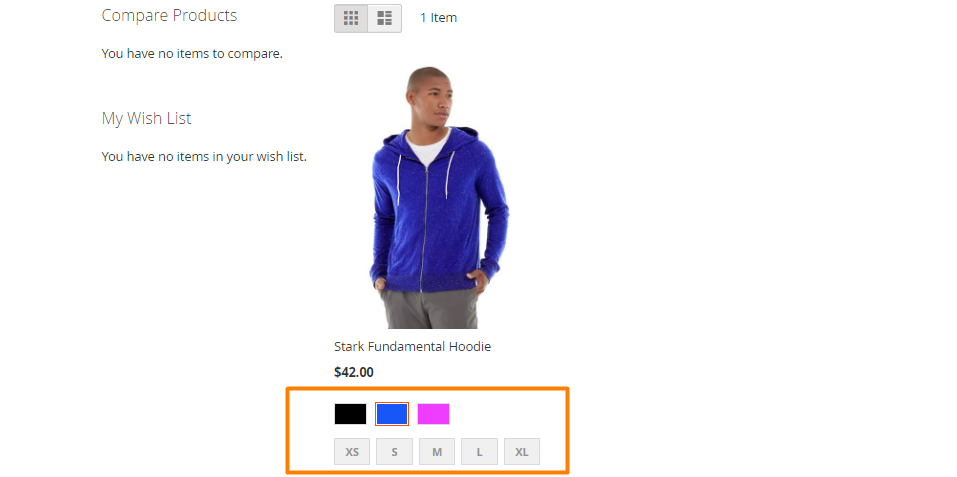 Compare Products
You have no items to compare.
My Wish List
You have no items in your wish list.
1 Item
Stark Fundamental Hoodie
$42.00
XS S M L XL